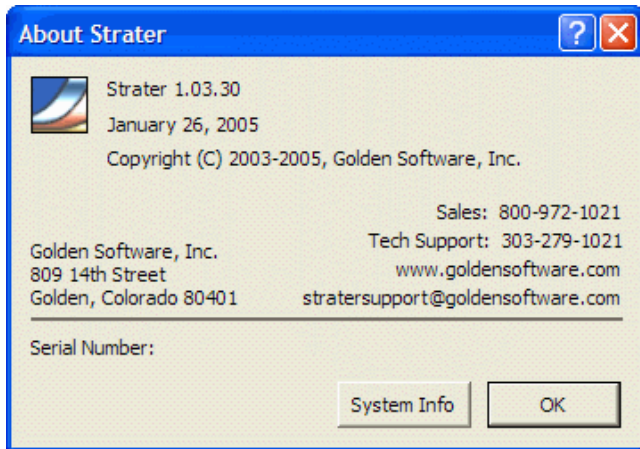 About Strater
Strater 1.03.30
January 26, 2005
Copyright (C) 2003-2005, Golden Software, Inc.
Sales: 800-972-1021
Tech Support: 303-279-1021
www.goldensoftware.com
stratersupport@goldensoftware.com
Golden Software, Inc.
809 14th Street
Golden, Colorado 80401
Serial Number:
System Info
OK